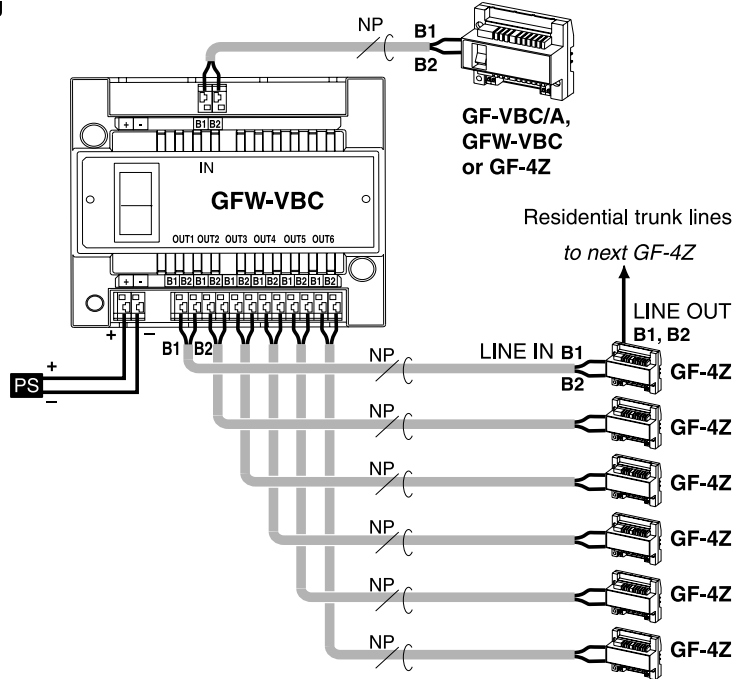 NP
B1
B2
GF-VBC/A,
GFW-VBC
or GF-4Z
+ -
B1 B2
IN
GFW-VBC
OUT1 OUT2 OUT3 OUT4 OUT5 OUT6
+ -
B1 B2 B1 B2 B1 B2 B1 B2 B1 B2 B1 B2
Residential trunk lines
to next GF-4Z
LINE OUT
B1, B2
+ −
B1 B2
NP
LINE IN B1
B2
GF-4Z
PS
+
−
NP
GF-4Z
NP
GF-4Z
NP
GF-4Z
NP
GF-4Z
NP
GF-4Z